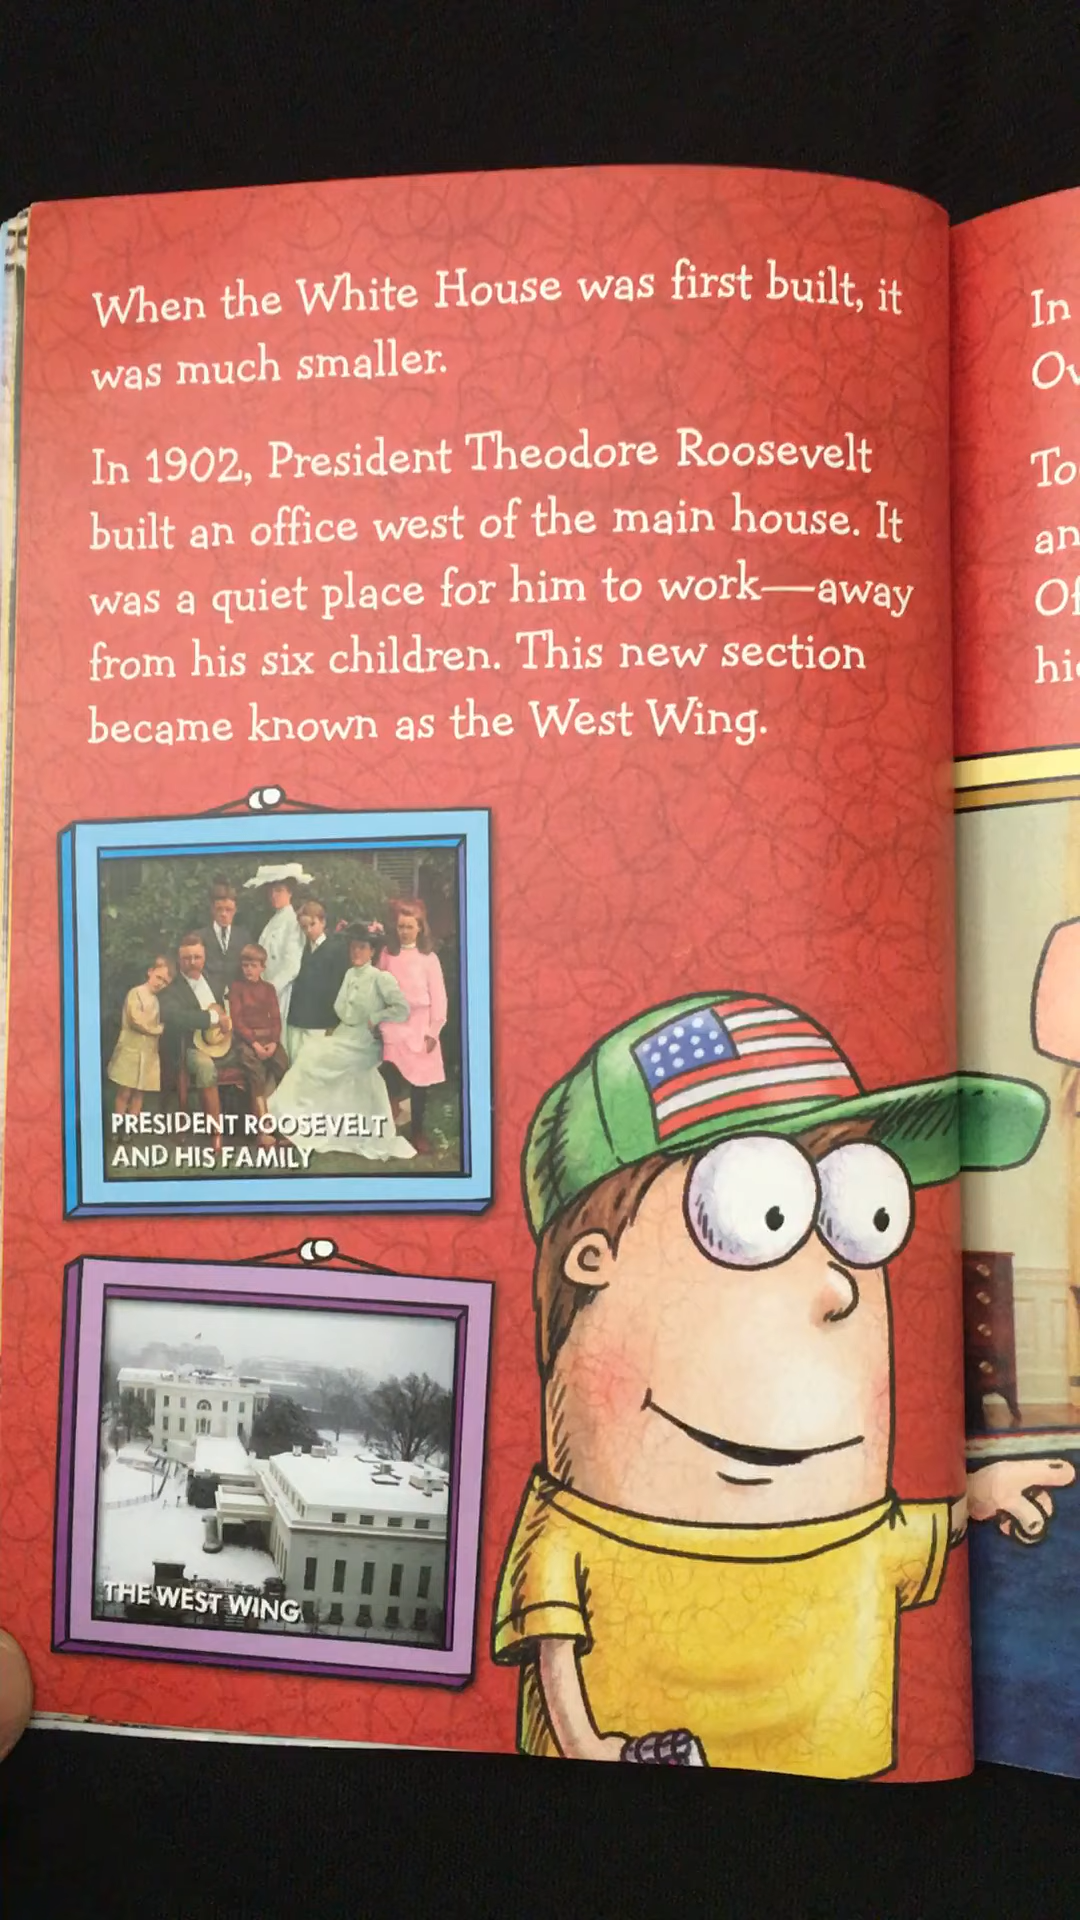 When the White House was first built, it
was much smaller.
In 1902, President Theodore Roosevelt
built an office west of the main house. It
was a quiet place for him to work—away
from his six children. This new section
became known as the West Wing.
PRESIDENT ROOSEVELT
AND HIS FAMILY
THE WEST WING
In
To
an